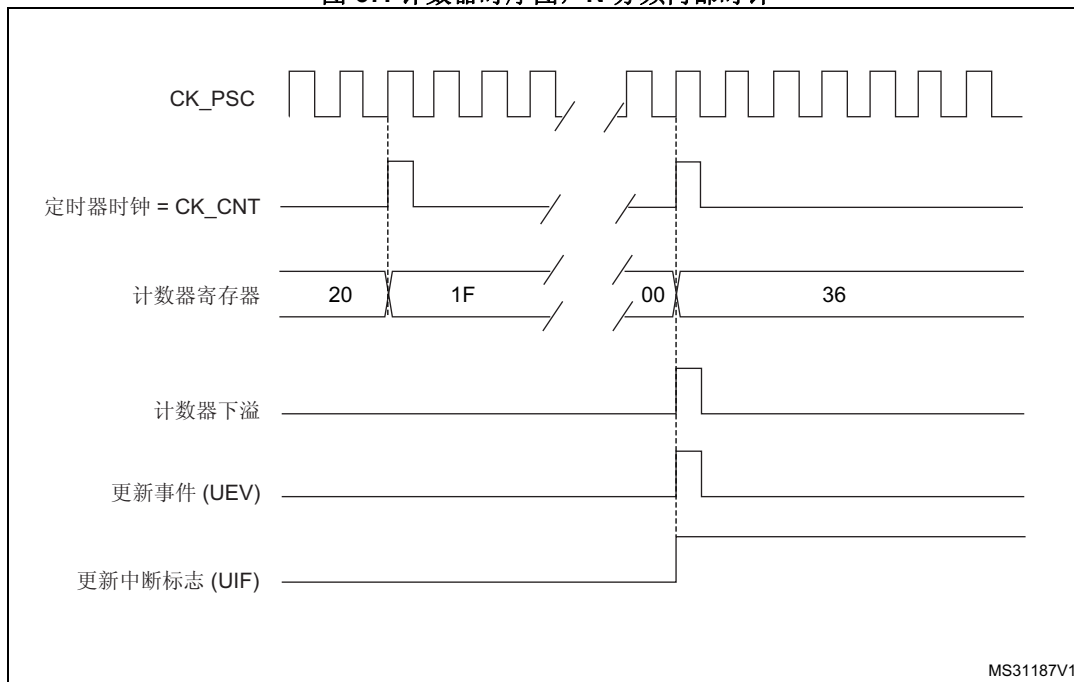 CK_PSC
定时器时钟 = CK_CNT
计数器寄存器
20
1F
00
36
计数器下溢
更新事件 (UEV)
更新中断标志 (UIF)
MS31187V1